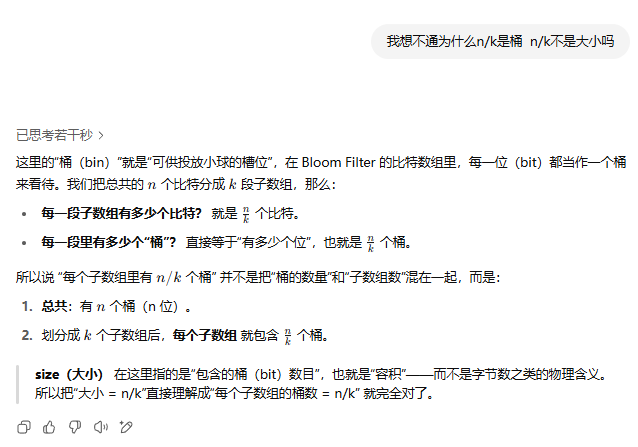 我想不通为什么n/k是桶  n/k不是大小吗
已思考若干秒 >
这里的“桶（bin）”就是“可供投放小球的槽位”，在 Bloom Filter 的比特数组里，每一位（bit）都当作一个桶
来看待。我们把总共的 n 个比特分成 k 段子数组，那么：
• 每一段子数组有多少个比特？ 就是 n/k 个比特。
• 每一段里有多少个“桶”？ 直接等于“有多少个位”，也就是 n/k 个桶。
所以说 “每个子数组里有 n/k 个桶” 并不是把“桶的数量”和“子数组数”混在一起，而是：
1. 总共：有 n 个桶（n 位）。
2. 划分成 k 个子数组后，每个子数组 就包含 n/k 个桶。
size（大小） 在这里指的是“包含的桶（bit）数目”，也就是“容积”——而不是字节数之类的物理含义。
所以把“大小 = n/k”直接理解成“每个子数组的桶数 = n/k” 就完全对了。